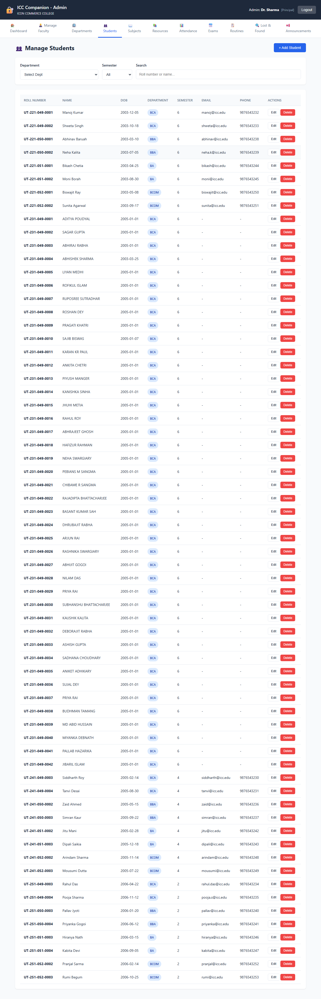 ICC Companion - Admin
ICON COMMERCE COLLEGE
Admin: Dr. Sharma [Principal] Logout
Dashboard
Manage Faculty
Departments
Students
Subjects
Resources
Attendance
Exams
Routines
Lost & Found
Announcements
Manage Students
+ Add Student
Department Semester Search
Select Dept All Roll number or name...
ROLL NUMBER NAME DOB DEPARTMENT SEMESTER EMAIL PHONE ACTIONS
UT-221-049-0001 Manoj Kumar 2003-12-05 BCA 6 manoj@icc.edu 9876543232 Edit Delete
UT-221-049-0002 Shweta Singh 2003-10-18 BCA 6 shweta@icc.edu 9876543233 Edit Delete
UT-221-050-0001 Abhinav Baruah 2003-03-10 BBA 6 abhinav@icc.edu 9876543238 Edit Delete
UT-221-050-0002 Neha Kalita 2003-07-05 BBA 6 neha.k@icc.edu 9876543239 Edit Delete
UT-221-051-0001 Bikash Chetia 2003-04-25 BA 6 bikash@icc.edu 9876543244 Edit Delete
UT-221-051-0002 Moni Borah 2003-08-30 BA 6 moni@icc.edu 9876543245 Edit Delete
UT-221-052-0001 Biswajit Ray 2003-05-08 BCOM 6 biswajit@icc.edu 9876543250 Edit Delete
UT-221-052-0002 Sunita Agarwal 2003-09-17 BCOM 6 sunita@icc.edu 9876543251 Edit Delete
UT-231-049-0001 ADITYA POUDYAL 2005-01-01 BCA 6 - - Edit Delete
UT-231-049-0002 SAGAR GUPTA 2005-01-01 BCA 6 - - Edit Delete
UT-231-049-0003 ABHIRAJ RABHA 2005-01-01 BCA 6 - - Edit Delete
UT-231-049-0004 ABHISHEK SHARMA 2003-03-25 BCA 6 - - Edit Delete
UT-231-049-0005 LIYAN MEDHI 2005-01-01 BCA 6 - - Edit Delete
UT-231-049-0006 ROFIKUL ISLAM 2005-01-01 BCA 6 - - Edit Delete
UT-231-049-0007 RUPOSREE SUTRADHAR 2005-01-01 BCA 6 - - Edit Delete
UT-231-049-0008 ROSHAN DEY 2005-01-01 BCA 6 - - Edit Delete
UT-231-049-0009 PRAGATI KHATRI 2005-01-01 BCA 6 - - Edit Delete
UT-231-049-0010 SAJIB BISWAS 2005-01-07 BCA 6 - - Edit Delete
UT-231-049-0011 KARAN KR PAUL 2005-01-01 BCA 6 - - Edit Delete
UT-231-049-0012 ANKITA CHETRI 2005-01-01 BCA 6 - - Edit Delete
UT-231-049-0013 PIYUSH MANGER 2005-01-01 BCA 6 - - Edit Delete
UT-231-049-0014 KANISHKA SINHA 2005-01-01 BCA 6 - - Edit Delete
UT-231-049-0015 JHUHI METIA 2005-01-01 BCA 6 - - Edit Delete
UT-231-049-0016 RAHUL ROY 2005-01-01 BCA 6 - - Edit Delete
UT-231-049-0017 ABHRAJEET GHOSH 2005-01-01 BCA 6 - - Edit Delete
UT-231-049-0018 HAFIZUR RAHMAN 2005-01-01 BCA 6 - - Edit Delete
UT-231-049-0019 NEHA SWARGIARY 2005-01-01 BCA 6 - - Edit Delete
UT-231-049-0020 PEBIANS M SANGMA 2005-01-01 BCA 6 - - Edit Delete
UT-231-049-0021 CHIBAME R SANGMA 2005-01-01 BCA 6 - - Edit Delete
UT-231-049-0022 RAJADIPTA BHATTACHARJEE 2005-01-01 BCA 6 - - Edit Delete
UT-231-049-0023 BASANT KUMAR SAH 2005-01-01 BCA 6 - - Edit Delete
UT-231-049-0024 DHRUBAJIT RABHA 2005-01-01 BCA 6 - - Edit Delete
UT-231-049-0025 ARJUN RAI 2005-01-01 BCA 6 - - Edit Delete
UT-231-049-0026 RASHNIKA SWARGIARY 2005-01-01 BCA 6 - - Edit Delete
UT-231-049-0027 ABHIJIT GOGOI 2005-01-01 BCA 6 - - Edit Delete
UT-231-049-0028 NILAM DAS 2005-01-01 BCA 6 - - Edit Delete
UT-231-049-0029 PRIYA RAI 2005-01-01 BCA 6 - - Edit Delete
UT-231-049-0030 SUBHANSHU BHATTACHARJEE 2005-01-01 BCA 6 - - Edit Delete
UT-231-049-0031 KAUSHIK KALITA 2005-01-01 BCA 6 - - Edit Delete
UT-231-049-0032 DEBORAJIT RABHA 2005-01-01 BCA 6 - - Edit Delete
UT-231-049-0033 ASHISH GUPTA 2005-01-01 BCA 6 - - Edit Delete
UT-231-049-0034 SADHANA CHOUDHARY 2005-01-01 BCA 6 - - Edit Delete
UT-231-049-0035 ANIKET ADHIKARY 2005-01-01 BCA 6 - - Edit Delete
UT-231-049-0036 SUJAL DEY 2005-01-01 BCA 6 - - Edit Delete
UT-231-049-0037 PRIYA RAI 2005-01-01 BCA 6 - - Edit Delete
UT-231-049-0038 BUDHMAN TAMANG 2005-01-01 BCA 6 - - Edit Delete
UT-231-049-0039 MD ABID HUSSAIN 2005-01-01 BCA 6 - - Edit Delete
UT-231-049-0040 MIYANKA DEBNATH 2005-01-01 BCA 6 - - Edit Delete
UT-231-049-0041 PALLAB HAZARIKA 2005-01-01 BCA 6 - - Edit Delete
UT-231-049-0042 JIBARIL ISLAM 2005-01-01 BCA 6 - - Edit Delete
UT-241-049-0003 Siddharth Roy 2005-02-14 BCA 4 siddharth@icc.edu 9876543230 Edit Delete
UT-241-049-0004 Tanvi Desai 2005-08-30 BCA 4 tanvi@icc.edu 9876543231 Edit Delete
UT-241-050-0002 Zaid Ahmed 2005-05-15 BBA 4 zaid@icc.edu 9876543236 Edit Delete
UT-241-050-0003 Simran Kaur 2005-09-22 BBA 4 simran@icc.edu 9876543237 Edit Delete
UT-241-051-0002 Jitu Mani 2005-02-28 BA 4 jitu@icc.edu 9876543242 Edit Delete
UT-241-051-0003 Dipali Saikia 2005-12-18 BA 4 dipali@icc.edu 9876543243 Edit Delete
UT-241-052-0002 Arindam Sharma 2005-11-14 BCOM 4 arindam@icc.edu 9876543248 Edit Delete
UT-241-052-0003 Mousumi Dutta 2005-07-22 BCOM 4 mousumi@icc.edu 9876543249 Edit Delete
UT-251-049-0003 Rahul Das 2006-04-22 BCA 2 rahul.das@icc.edu 9876543234 Edit Delete
UT-251-049-0004 Pooja Sharma 2006-11-12 BCA 2 pooja.s@icc.edu 9876543235 Edit Delete
UT-251-050-0003 Pallav Jyoti 2006-01-20 BBA 2 pallav@icc.edu 9876543240 Edit Delete
UT-251-050-0004 Priyanka Gogoi 2006-06-12 BBA 2 priyanka@icc.edu 9876543241 Edit Delete
UT-251-051-0003 Hiranya Nath 2006-03-15 BA 2 hiranya@icc.edu 9876543246 Edit Delete
UT-251-051-0004 Kabita Devi 2006-09-05 BA 2 kabita@icc.edu 9876543247 Edit Delete
UT-251-052-0002 Pranjal Sarma 2006-02-14 BCOM 2 pranjal@icc.edu 9876543252 Edit Delete
UT-251-052-0003 Rumi Begum 2006-10-25 BCOM 2 rumi@icc.edu 9876543253 Edit Delete